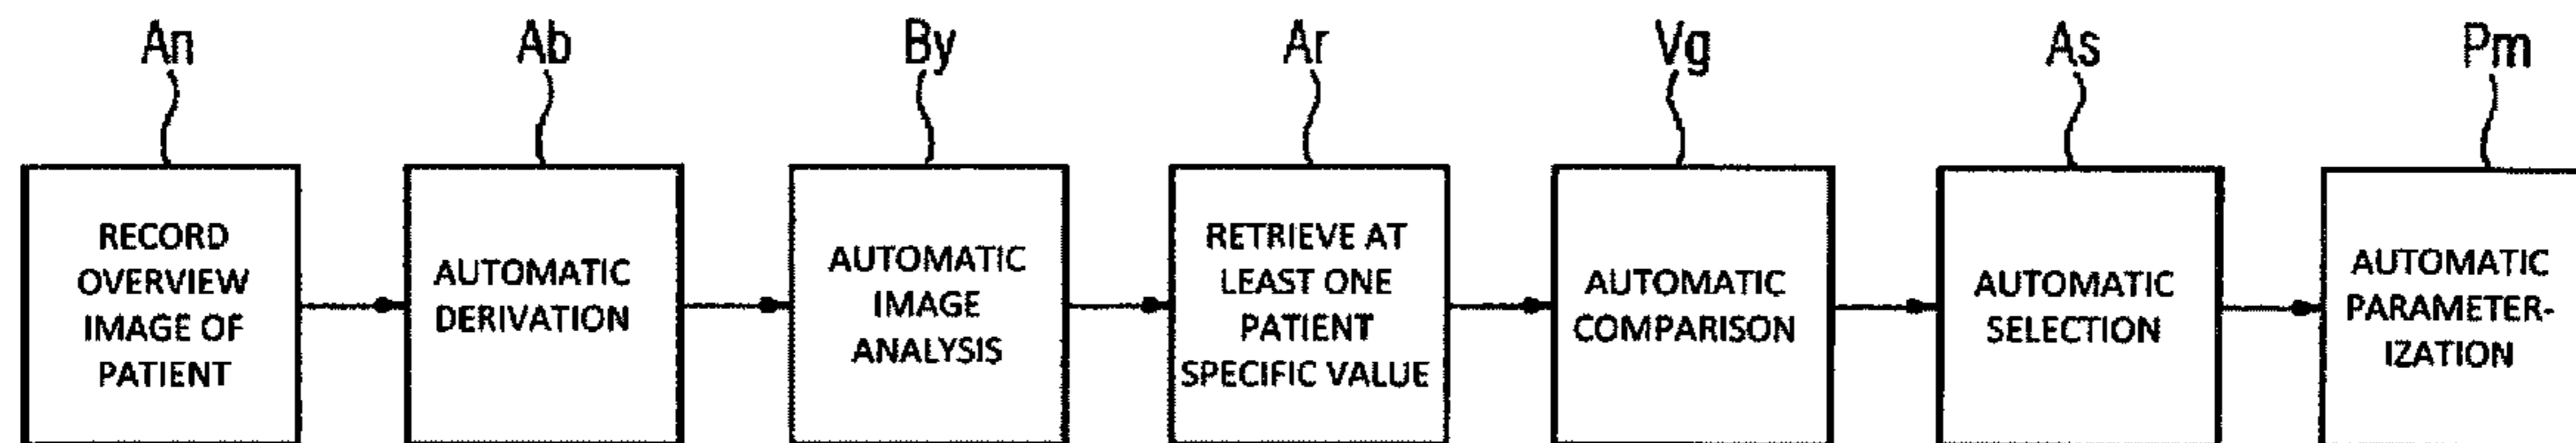 An
Ab
By
Ar
Vg
As
Pm
RECORD
OVERVIEW
IMAGE OF
PATIENT
AUTOMATIC
DERIVATION
AUTOMATIC
IMAGE
ANALYSIS
RETRIEVE AT
LEAST ONE
PATIENT
SPECIFIC VALUE
AUTOMATIC
COMPARISON
AUTOMATIC
SELECTION
AUTOMATIC
PARAMETER-
IZATION